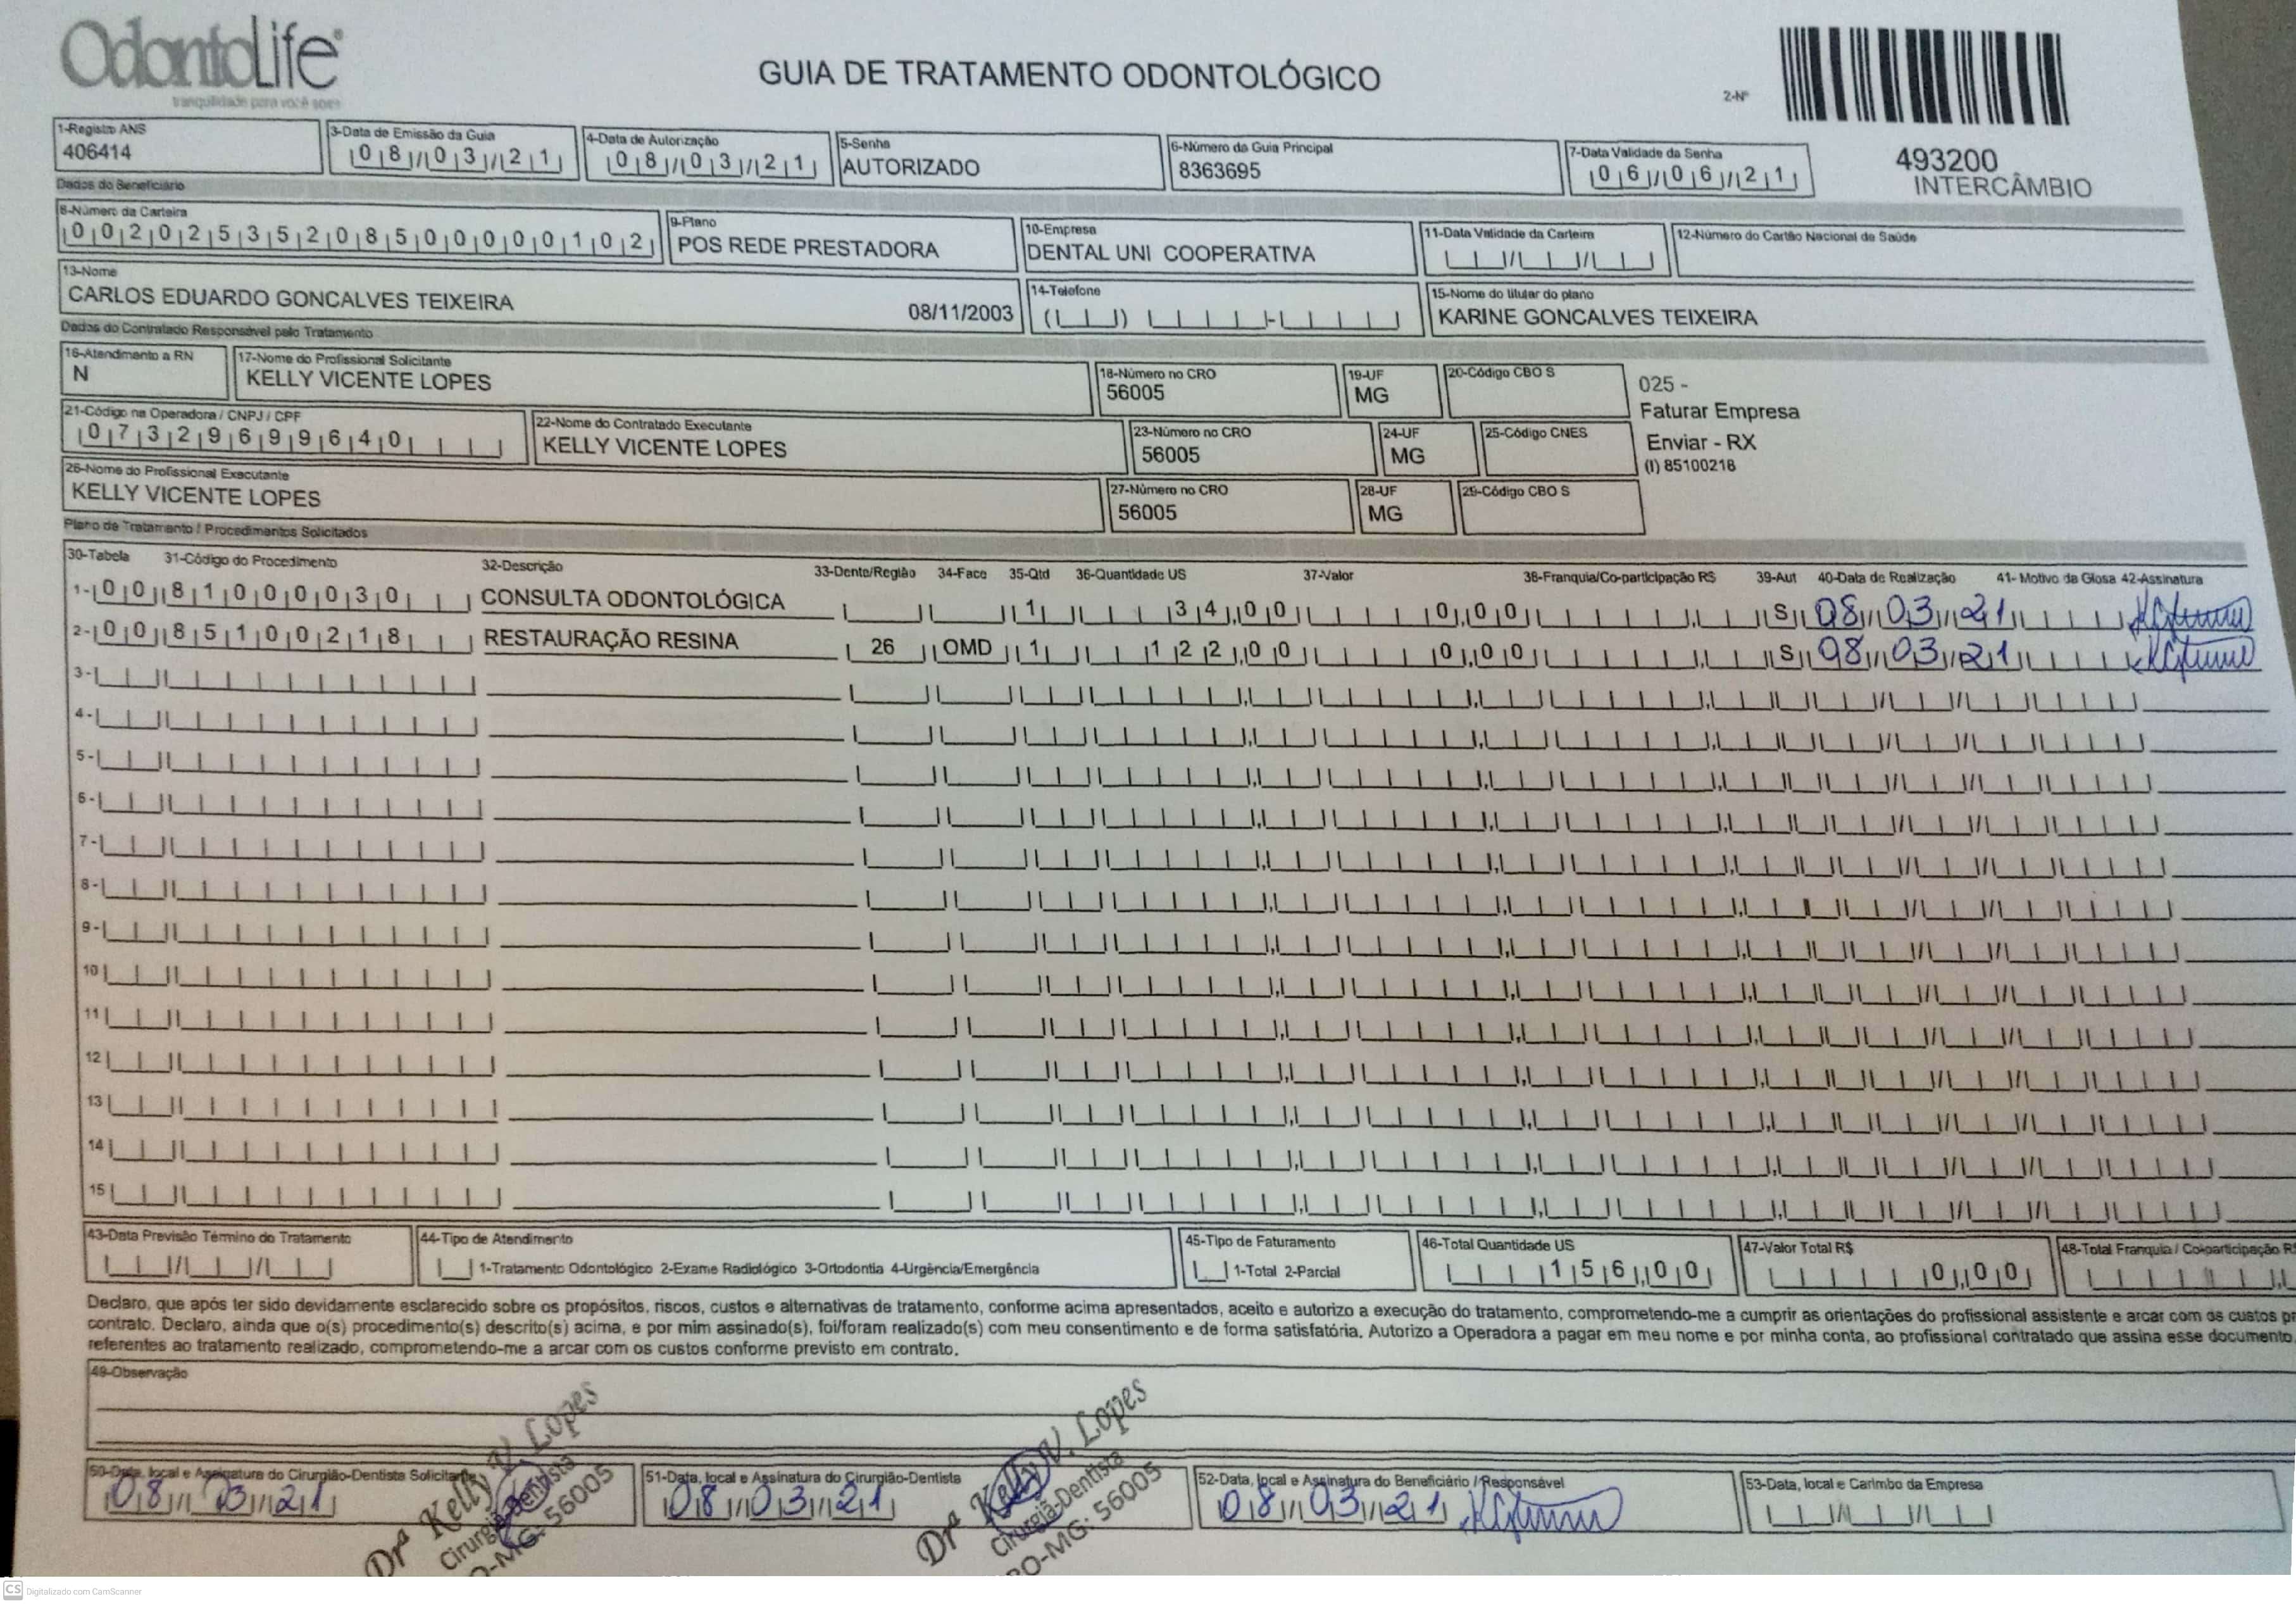 OdontoLife®
tranquilidade para você sorrir
GUIA DE TRATAMENTO ODONTOLÓGICO
2-Nº
493200
INTERCÂMBIO
1-Registro ANS
406414
3-Data de Emissão da Guia
08/03/21
4-Data de Autorização
08/03/21
5-Senha
AUTORIZADO
6-Número da Guia Principal
8363695
7-Data Validade da Senha
06/06/21
Dados do Beneficiário
8-Número da Carteira
00202535208500000102
9-Plano
POS REDE PRESTADORA
10-Empresa
DENTAL UNI COOPERATIVA
11-Data Validade da Carteira
12-Número do Cartão Nacional de Saúde
13-Nome
CARLOS EDUARDO GONCALVES TEIXEIRA 08/11/2003
14-Telefone
15-Nome do titular do plano
KARINE GONCALVES TEIXEIRA
Dados do Contratado Responsável pelo Tratamento
16-Atendimento a RN
N
17-Nome do Profissional Solicitante
KELLY VICENTE LOPES
18-Número no CRO
56005
19-UF
MG
20-Código CBO S
025 -
Faturar Empresa
Enviar - RX
(I) 85100218
21-Código na Operadora / CNPJ / CPF
07329699640
22-Nome do Contratado Executante
KELLY VICENTE LOPES
23-Número no CRO
56005
24-UF
MG
25-Código CNES
26-Nome do Profissional Executante
KELLY VICENTE LOPES
27-Número no CRO
56005
28-UF
MG
29-Código CBO S
Plano de Tratamento / Procedimentos Solicitados
30-Tabela 31-Código do Procedimento 32-Descrição 33-Dente/Região 34-Face 35-Qtd 36-Quantidade US 37-Valor 38-Franquia/Co-participação R$ 39-Aut 40-Data de Realização 41- Motivo da Glosa 42-Assinatura
1- 00 81000030 CONSULTA ODONTOLÓGICA 1 34,00 0,00 S 08/03/21
2- 00 85100218 RESTAURAÇÃO RESINA 26 OMD 1 122,00 0,00 S 08/03/21
3-
4-
5-
6-
7-
8-
9-
10
11
12
13
14
15
43-Data Previsão Término do Tratamento
44-Tipo de Atendimento
1-Tratamento Odontológico 2-Exame Radiológico 3-Ortodontia 4-Urgência/Emergência
45-Tipo de Faturamento
1-Total 2-Parcial
46-Total Quantidade US
156,00
47-Valor Total R$
0,00
48-Total Franquia / Co-participação R$
Declaro, que após ter sido devidamente esclarecido sobre os propósitos, riscos, custos e alternativas de tratamento, conforme acima apresentados, aceito e autorizo a execução do tratamento, comprometendo-me a cumprir as orientações do profissional assistente e arcar com os custos
contrato. Declaro, ainda que o(s) procedimento(s) descrito(s) acima, e por mim assinado(s), foi/foram realizado(s) com meu consentimento e de forma satisfatória. Autorizo a Operadora a pagar em meu nome e por minha conta, ao profissional contratado que assina esse documento,
referentes ao tratamento realizado, comprometendo-me a arcar com os custos conforme previsto em contrato.
49-Observação
50-Data, local e Assinatura do Cirurgião-Dentista Solicitante
08/03/21
Drª Kelly V. Lopes
Cirurgiã-Dentista
O-MG: 56005
51-Data, local e Assinatura do Cirurgião-Dentista
08/03/21
Drª Kelly V. Lopes
Cirurgiã-Dentista
RO-MG: 56005
52-Data, local e Assinatura do Beneficiário / Responsável
08/03/21
53-Data, local e Carimbo da Empresa
CS Digitalizado com CamScanner